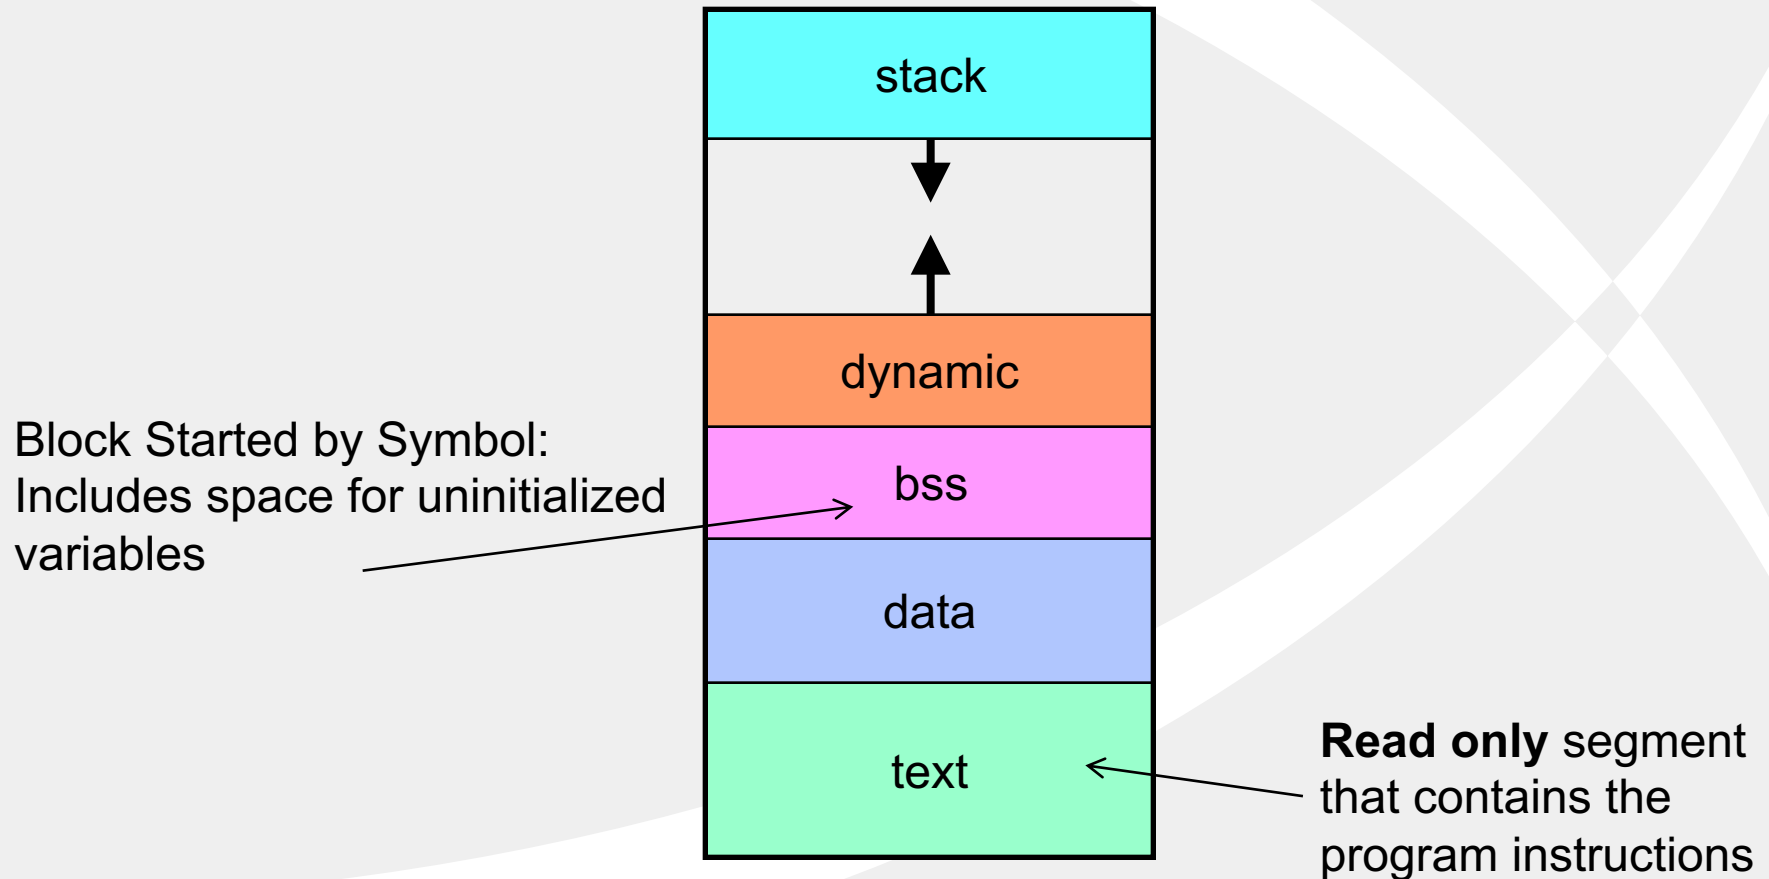 stack
dynamic
Block Started by Symbol:
Includes space for uninitialized
variables
bss
data
text
Read only segment
that contains the
program instructions